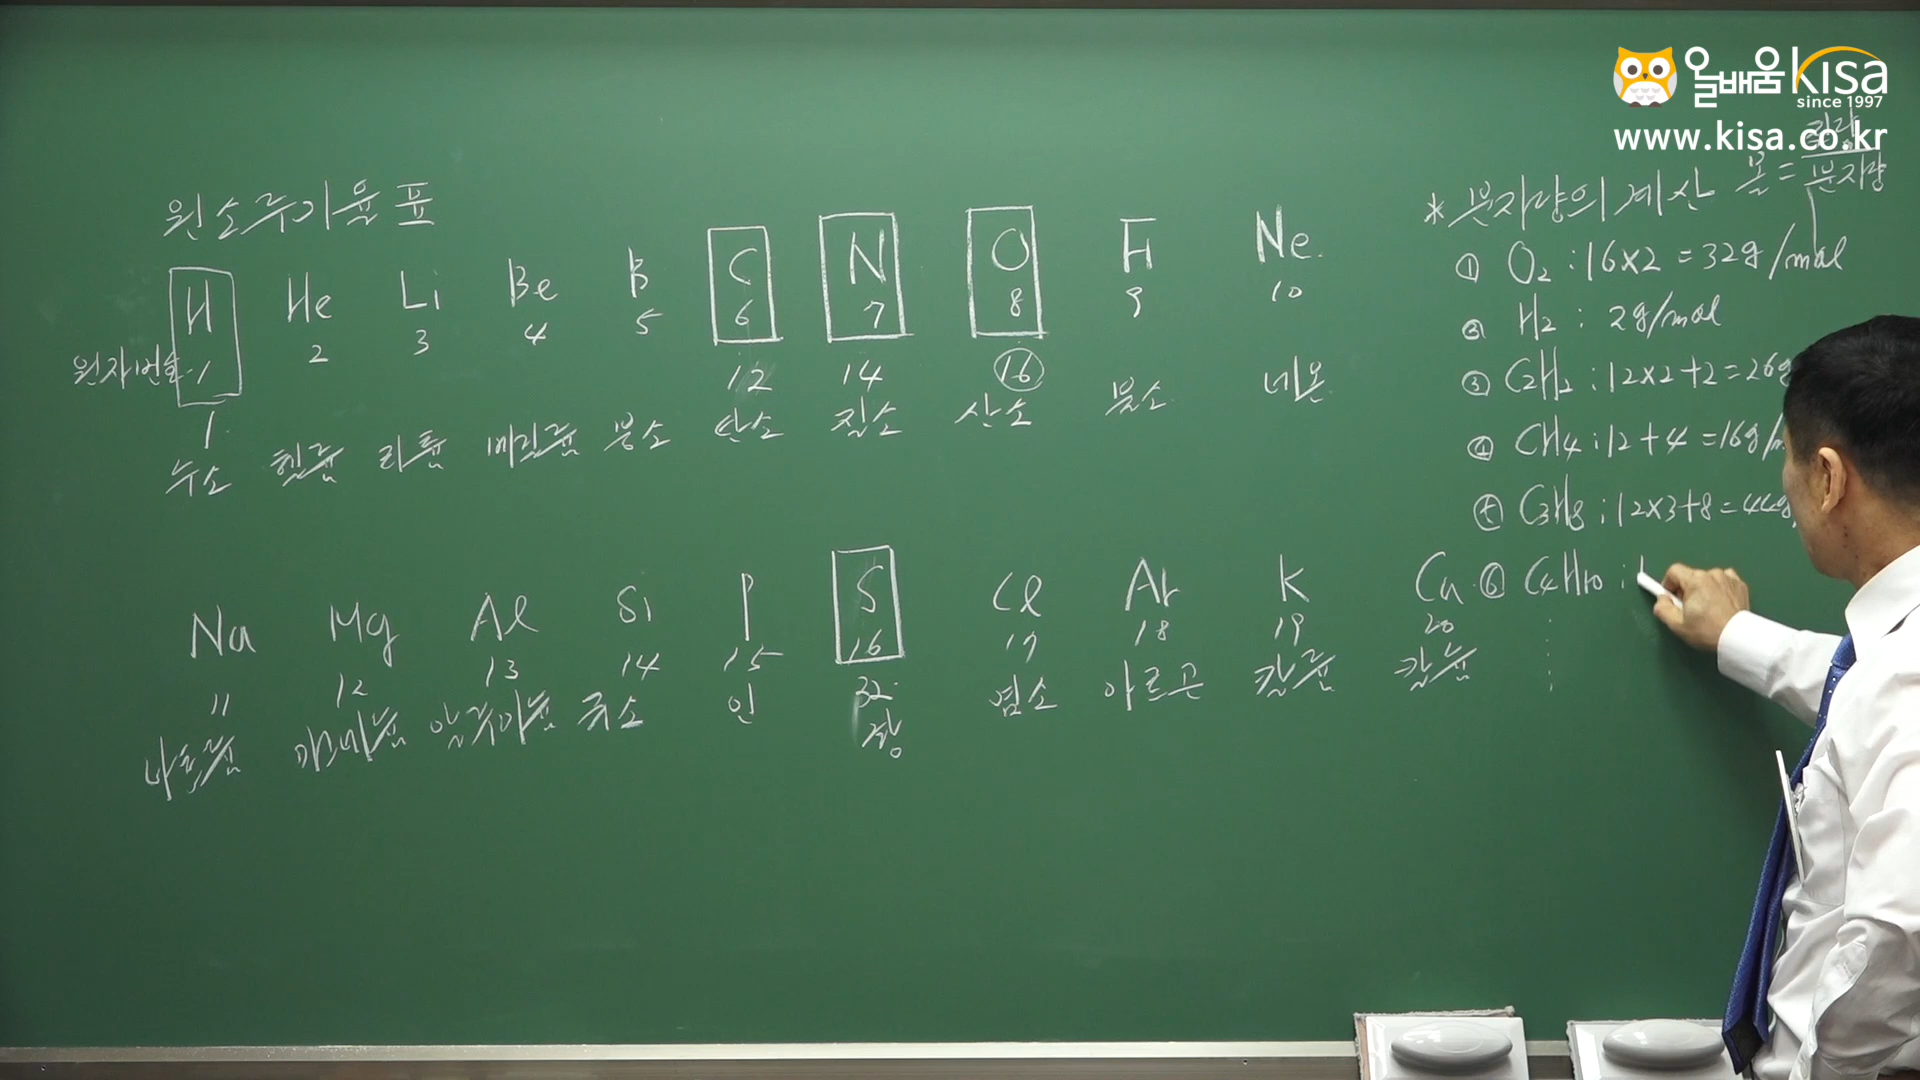 올배움 kisa
since 1997
www.kisa.co.kr
원소주기율표
H He Li Be B C N O F Ne
원자번호 1 2 3 4 5 6 7 8 9 10
1 12 14 16
수소 헬륨 리튬 베릴륨 붕소 탄소 질소 산소 불소 네온
Na Mg Al Si P S Cl Ar K Ca
11 12 13 14 15 16 17 18 19 20
32
나트륨 마그네슘 알루미늄 규소 인 황 염소 아르곤 칼륨 칼슘
* 분자량의 계산 몰 = 질량 / 분자량
① O2 : 16×2 = 32g/mol
② H2 : 2g/mol
③ C2H2 : 12×2+2=26g
④ CH4 : 12+4=16g/m
⑤ C3H8 : 12×3+8=44g
⑥ C4H10 : 1